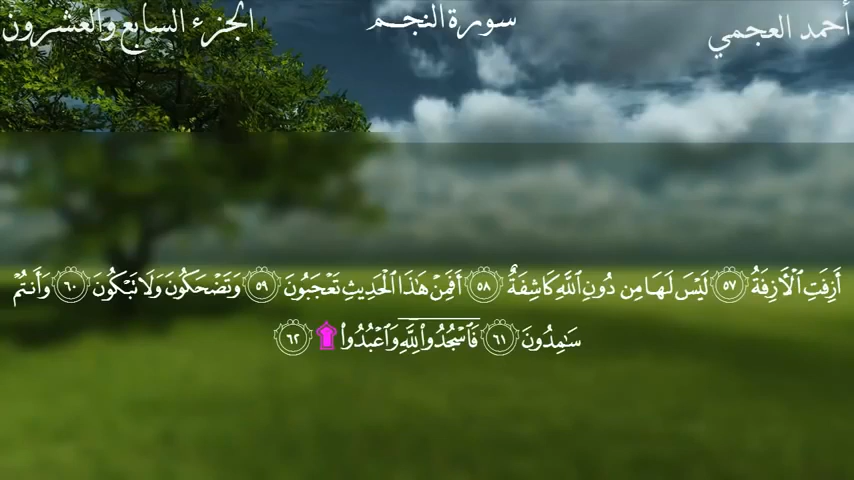 أحمد العجمي
سورة النجم
الجزء السابع والعشرون
أَزِفَتِ ٱلْأَزِفَةُ ٥٧ لَيْسَ لَهَا مِن دُونِ ٱللَّهِ كَاشِفَةٌ ٥٨ أَفَمِنْ هَٰذَا ٱلْحَدِيثِ تَعْجَبُونَ ٥٩ وَتَضْحَكُونَ وَلَا تَبْكُونَ ٦٠ وَأَنتُمْ
سَٰمِدُونَ ٦١ فَٱسْجُدُوا۟ لِلَّهِ وَٱعْبُدُوا۟ ۩ ٦٢